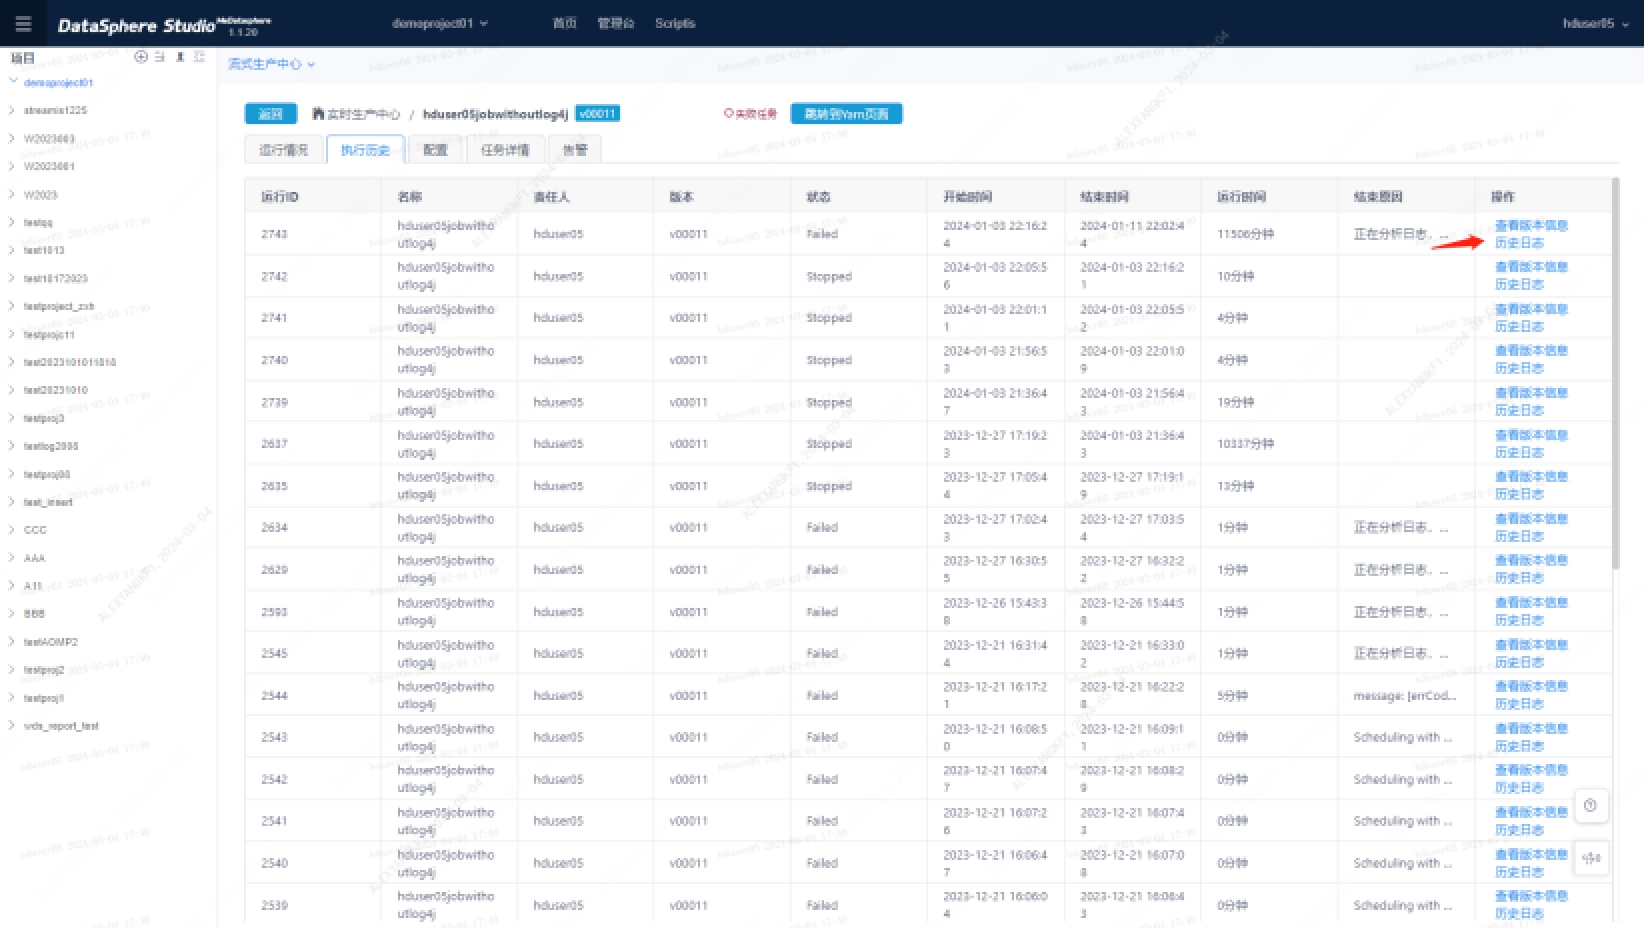 DataSphere Studio
WeDatasphere
1.1.20
demoproject01
首页 管理台 Scriptis
hduser05
项目
流式生产中心
demoproject01
streamis1225
W2023003
W2023001
W2023
testqq
test1013
test10172023
testproject_zxh
testprojc11
test2023101011818
test20231010
testproj3
testlog2008
testproj08
test_insert
CCC
AAA
A11
BBB
testAOMP2
testproj2
testproj1
wds_report_test
返回 实时生产中心 / hduser05jobwithoutlog4j v00011 失败任务 跳转到Yarn页面
运行情况 执行历史 配置 任务详情 告警
运行ID 名称 责任人 版本 状态 开始时间 结束时间 运行时间 结束原因 操作
2743 hduser05jobwithoutlog4j hduser05 v00011 Failed 2024-01-03 22:16:24 2024-01-11 22:02:44 11506分钟 正在分析日志。... 查看版本信息 历史日志
2742 hduser05jobwithoutlog4j hduser05 v00011 Stopped 2024-01-03 22:05:56 2024-01-03 22:16:21 10分钟 查看版本信息 历史日志
2741 hduser05jobwithoutlog4j hduser05 v00011 Stopped 2024-01-03 22:01:11 2024-01-03 22:05:52 4分钟 查看版本信息 历史日志
2740 hduser05jobwithoutlog4j hduser05 v00011 Stopped 2024-01-03 21:56:53 2024-01-03 22:01:09 4分钟 查看版本信息 历史日志
2739 hduser05jobwithoutlog4j hduser05 v00011 Stopped 2024-01-03 21:36:47 2024-01-03 21:56:43 19分钟 查看版本信息 历史日志
2637 hduser05jobwithoutlog4j hduser05 v00011 Stopped 2023-12-27 17:19:23 2024-01-03 21:36:43 10337分钟 查看版本信息 历史日志
2635 hduser05jobwithoutlog4j hduser05 v00011 Stopped 2023-12-27 17:05:44 2023-12-27 17:19:19 13分钟 查看版本信息 历史日志
2634 hduser05jobwithoutlog4j hduser05 v00011 Failed 2023-12-27 17:02:43 2023-12-27 17:03:54 1分钟 正在分析日志。... 查看版本信息 历史日志
2629 hduser05jobwithoutlog4j hduser05 v00011 Failed 2023-12-27 16:30:55 2023-12-27 16:32:22 1分钟 正在分析日志。... 查看版本信息 历史日志
2593 hduser05jobwithoutlog4j hduser05 v00011 Failed 2023-12-26 15:43:38 2023-12-26 15:44:58 1分钟 正在分析日志。... 查看版本信息 历史日志
2545 hduser05jobwithoutlog4j hduser05 v00011 Failed 2023-12-21 16:31:44 2023-12-21 16:33:02 1分钟 正在分析日志。... 查看版本信息 历史日志
2544 hduser05jobwithoutlog4j hduser05 v00011 Failed 2023-12-21 16:17:21 2023-12-21 16:22:28 5分钟 message: [errCod... 查看版本信息 历史日志
2543 hduser05jobwithoutlog4j hduser05 v00011 Failed 2023-12-21 16:08:50 2023-12-21 16:09:11 0分钟 Scheduling with ... 查看版本信息 历史日志
2542 hduser05jobwithoutlog4j hduser05 v00011 Failed 2023-12-21 16:07:47 2023-12-21 16:08:29 0分钟 Scheduling with ... 查看版本信息 历史日志
2541 hduser05jobwithoutlog4j hduser05 v00011 Failed 2023-12-21 16:07:26 2023-12-21 16:07:43 0分钟 Scheduling with ... 查看版本信息 历史日志
2540 hduser05jobwithoutlog4j hduser05 v00011 Failed 2023-12-21 16:06:47 2023-12-21 16:07:08 0分钟 Scheduling with ... 查看版本信息 历史日志
2539 hduser05jobwithoutlog4j hduser05 v00011 Failed 2023-12-21 16:06:04 2023-12-21 16:06:43 0分钟 Scheduling with ... 查看版本信息 历史日志